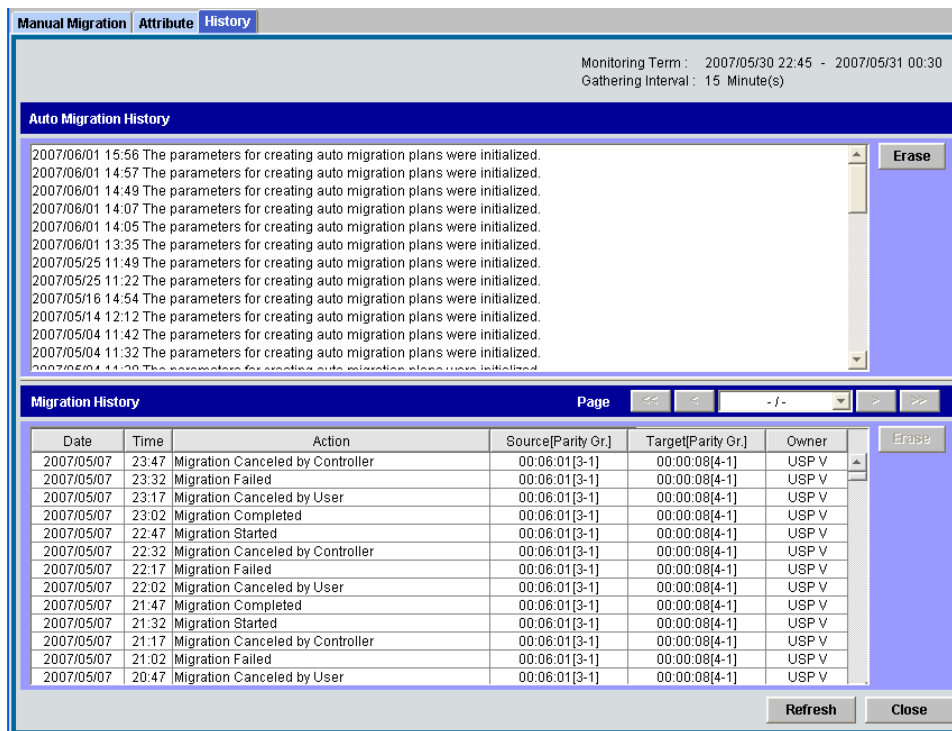 Manual Migration Attribute History
Monitoring Term : 2007/05/30 22:45 - 2007/05/31 00:30
Gathering Interval : 15 Minute(s)
Auto Migration History
2007/06/01 15:56 The parameters for creating auto migration plans were initialized.
Erase
2007/06/01 14:57 The parameters for creating auto migration plans were initialized.
2007/06/01 14:49 The parameters for creating auto migration plans were initialized.
2007/06/01 14:07 The parameters for creating auto migration plans were initialized.
2007/06/01 14:05 The parameters for creating auto migration plans were initialized.
2007/06/01 13:35 The parameters for creating auto migration plans were initialized.
2007/05/25 11:49 The parameters for creating auto migration plans were initialized.
2007/05/25 11:22 The parameters for creating auto migration plans were initialized.
2007/05/16 14:54 The parameters for creating auto migration plans were initialized.
2007/05/14 12:12 The parameters for creating auto migration plans were initialized.
2007/05/04 11:42 The parameters for creating auto migration plans were initialized.
2007/05/04 11:32 The parameters for creating auto migration plans were initialized.
Migration History Page << < - / - > >>
Date Time Action Source[Parity Gr.] Target[Parity Gr.] Owner Erase
2007/05/07 23:47 Migration Canceled by Controller 00:06:01[3-1] 00:00:08[4-1] USP V
2007/05/07 23:32 Migration Failed 00:06:01[3-1] 00:00:08[4-1] USP V
2007/05/07 23:17 Migration Canceled by User 00:06:01[3-1] 00:00:08[4-1] USP V
2007/05/07 23:02 Migration Completed 00:06:01[3-1] 00:00:08[4-1] USP V
2007/05/07 22:47 Migration Started 00:06:01[3-1] 00:00:08[4-1] USP V
2007/05/07 22:32 Migration Canceled by Controller 00:06:01[3-1] 00:00:08[4-1] USP V
2007/05/07 22:17 Migration Failed 00:06:01[3-1] 00:00:08[4-1] USP V
2007/05/07 22:02 Migration Canceled by User 00:06:01[3-1] 00:00:08[4-1] USP V
2007/05/07 21:47 Migration Completed 00:06:01[3-1] 00:00:08[4-1] USP V
2007/05/07 21:32 Migration Started 00:06:01[3-1] 00:00:08[4-1] USP V
2007/05/07 21:17 Migration Canceled by Controller 00:06:01[3-1] 00:00:08[4-1] USP V
2007/05/07 21:02 Migration Failed 00:06:01[3-1] 00:00:08[4-1] USP V
2007/05/07 20:47 Migration Canceled by User 00:06:01[3-1] 00:00:08[4-1] USP V
Refresh Close